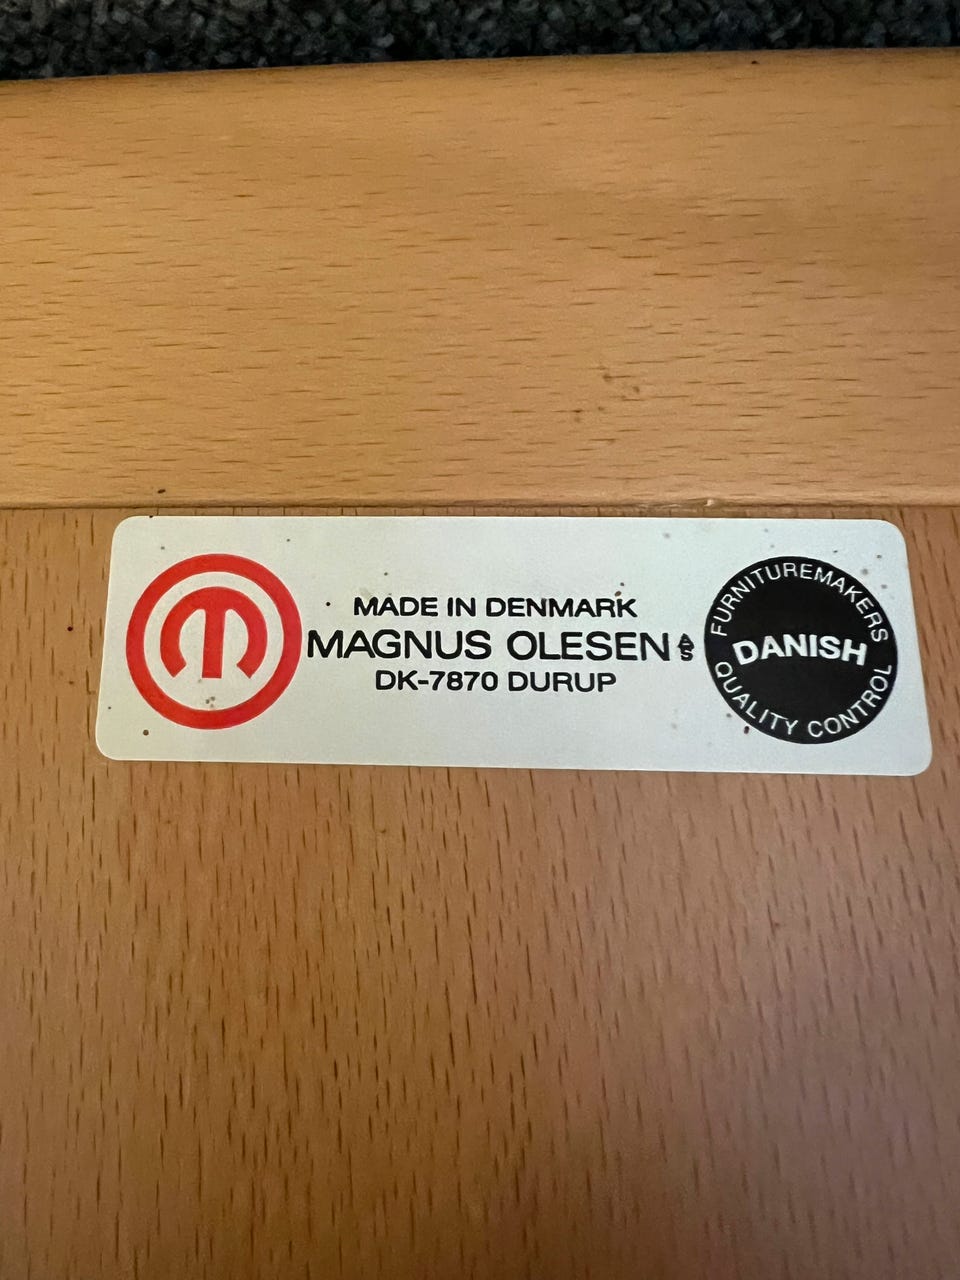 MADE IN DENMARK
MAGNUS OLESEN A/S
DK-7870 DURUP
FURNITUREMAKERS
DANISH
QUALITY CONTROL